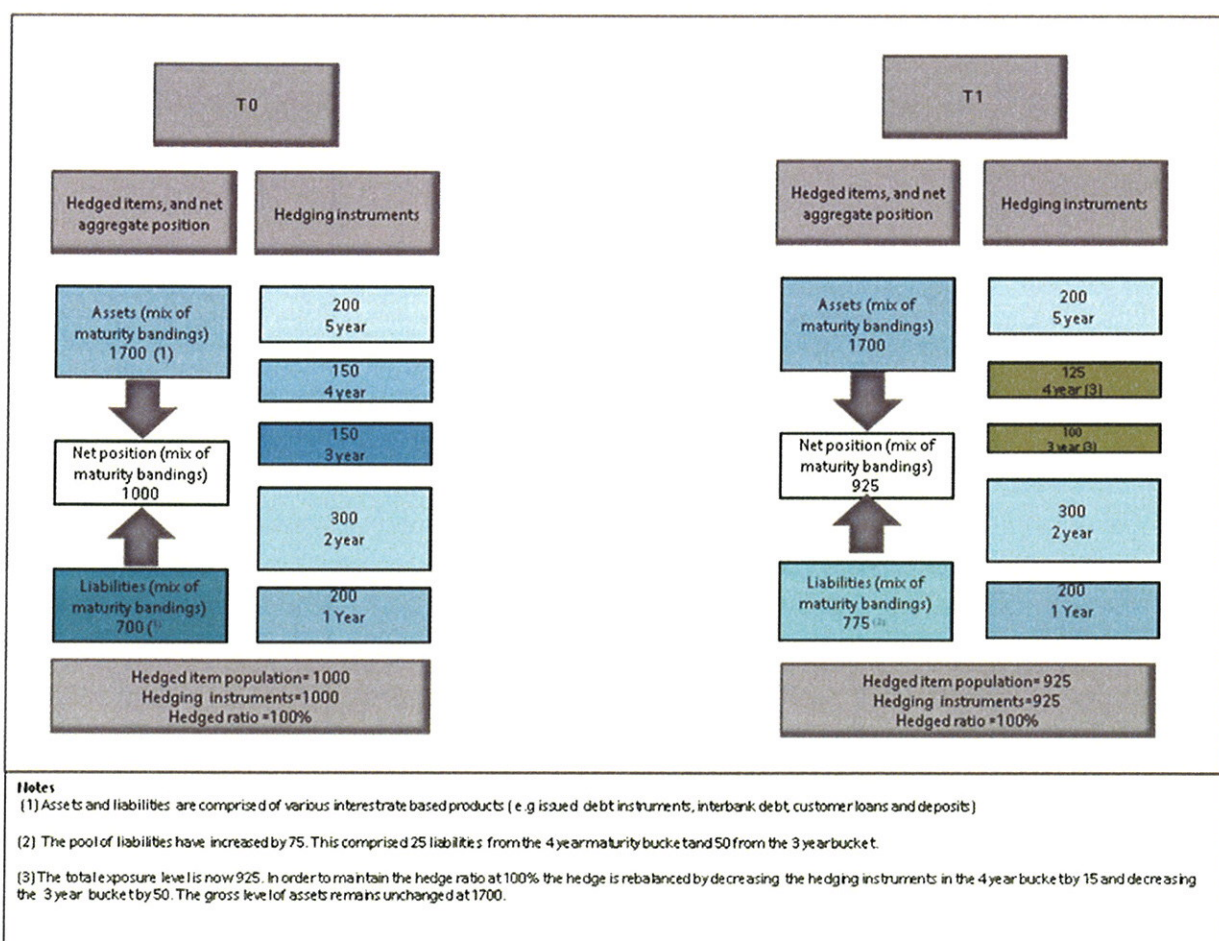 T0
Hedged items, and net
aggregate position
Hedging instruments
Assets (mix of
maturity bandings)
1700 (1)
Net position (mix of
maturity bandings)
1000
Liabilities (mix of
maturity bandings)
700 (1)
200
5 year
150
4 year
150
3 year
300
2 year
200
1 Year
Hedged item population= 1000
Hedging instruments=1000
Hedged ratio =100%
T1
Hedged items, and net
aggregate position
Hedging instruments
Assets (mix of
maturity bandings)
1700
Net position (mix of
maturity bandings)
925
Liabilities (mix of
maturity bandings)
775 (2)
200
5 year
125
4 year (3)
100
3 year (3)
300
2 year
200
1 Year
Hedged item population= 925
Hedging instruments=925
Hedged ratio =100%
Notes
(1) Assets and liabilities are comprised of various interest rate based products ( e.g issued debt instruments, interbank debt, customer loans and deposits)
(2) The pool of liabilities have increased by 75. This comprised 25 liabilities from the 4 year maturity bucket and 50 from the 3 year bucket.
(3) The total exposure level is now 925. In order to maintain the hedge ratio at 100% the hedge is rebalanced by decreasing the hedging instruments in the 4 year bucket by 15 and decreasing
the 3 year bucket by 50. The gross level of assets remains unchanged at 1700.